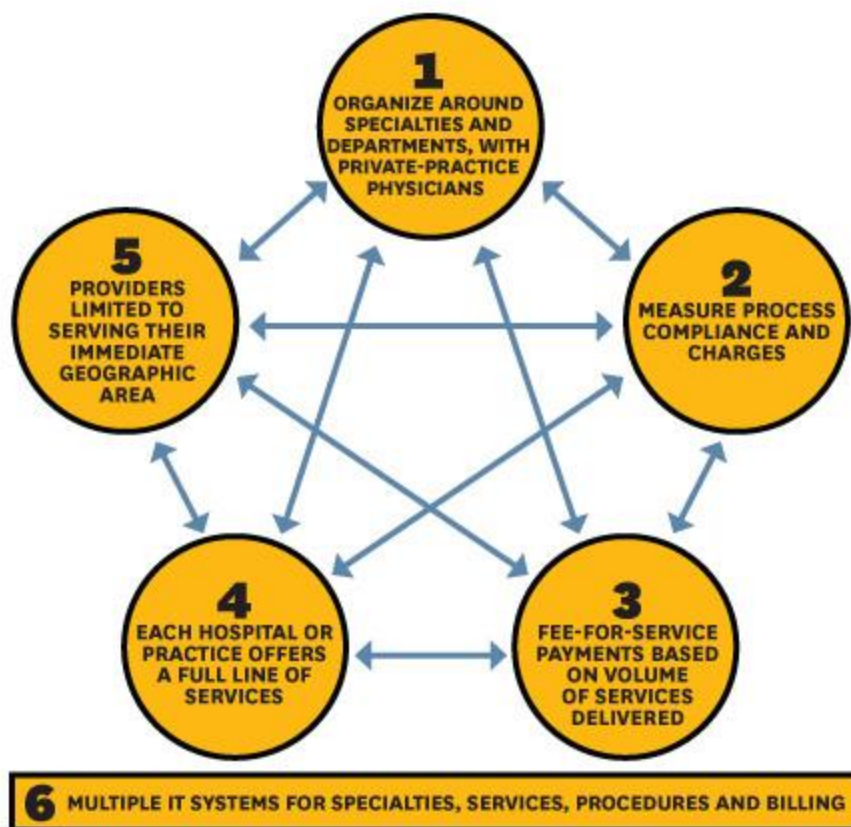 1
ORGANIZE AROUND
SPECIALTIES AND
DEPARTMENTS, WITH
PRIVATE-PRACTICE
PHYSICIANS
2
MEASURE PROCESS
COMPLIANCE AND
CHARGES
3
FEE-FOR-SERVICE
PAYMENTS BASED
ON VOLUME
OF SERVICES
DELIVERED
4
EACH HOSPITAL OR
PRACTICE OFFERS
A FULL LINE OF
SERVICES
5
PROVIDERS
LIMITED TO
SERVING THEIR
IMMEDIATE
GEOGRAPHIC
AREA
6 MULTIPLE IT SYSTEMS FOR SPECIALTIES, SERVICES, PROCEDURES AND BILLING